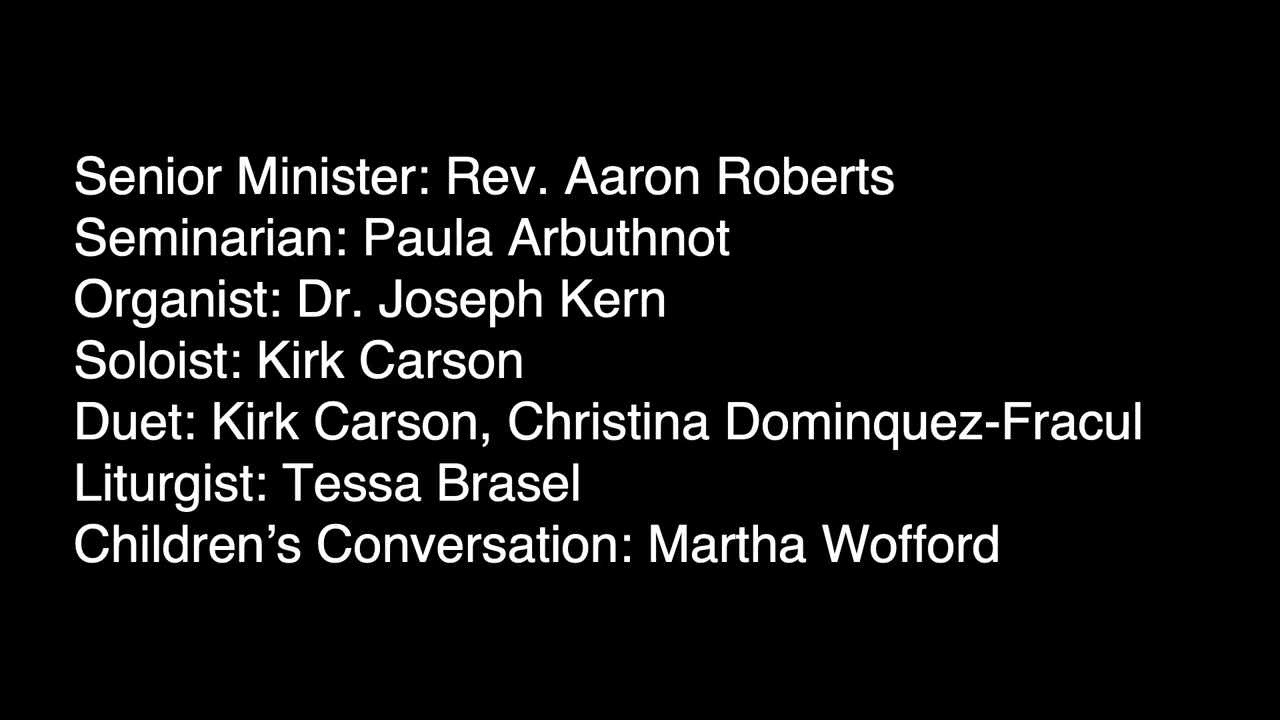 Senior Minister: Rev. Aaron Roberts
Seminarian: Paula Arbuthnot
Organist: Dr. Joseph Kern
Soloist: Kirk Carson
Duet: Kirk Carson, Christina Dominquez-Fracul
Liturgist: Tessa Brasel
Children’s Conversation: Martha Wofford